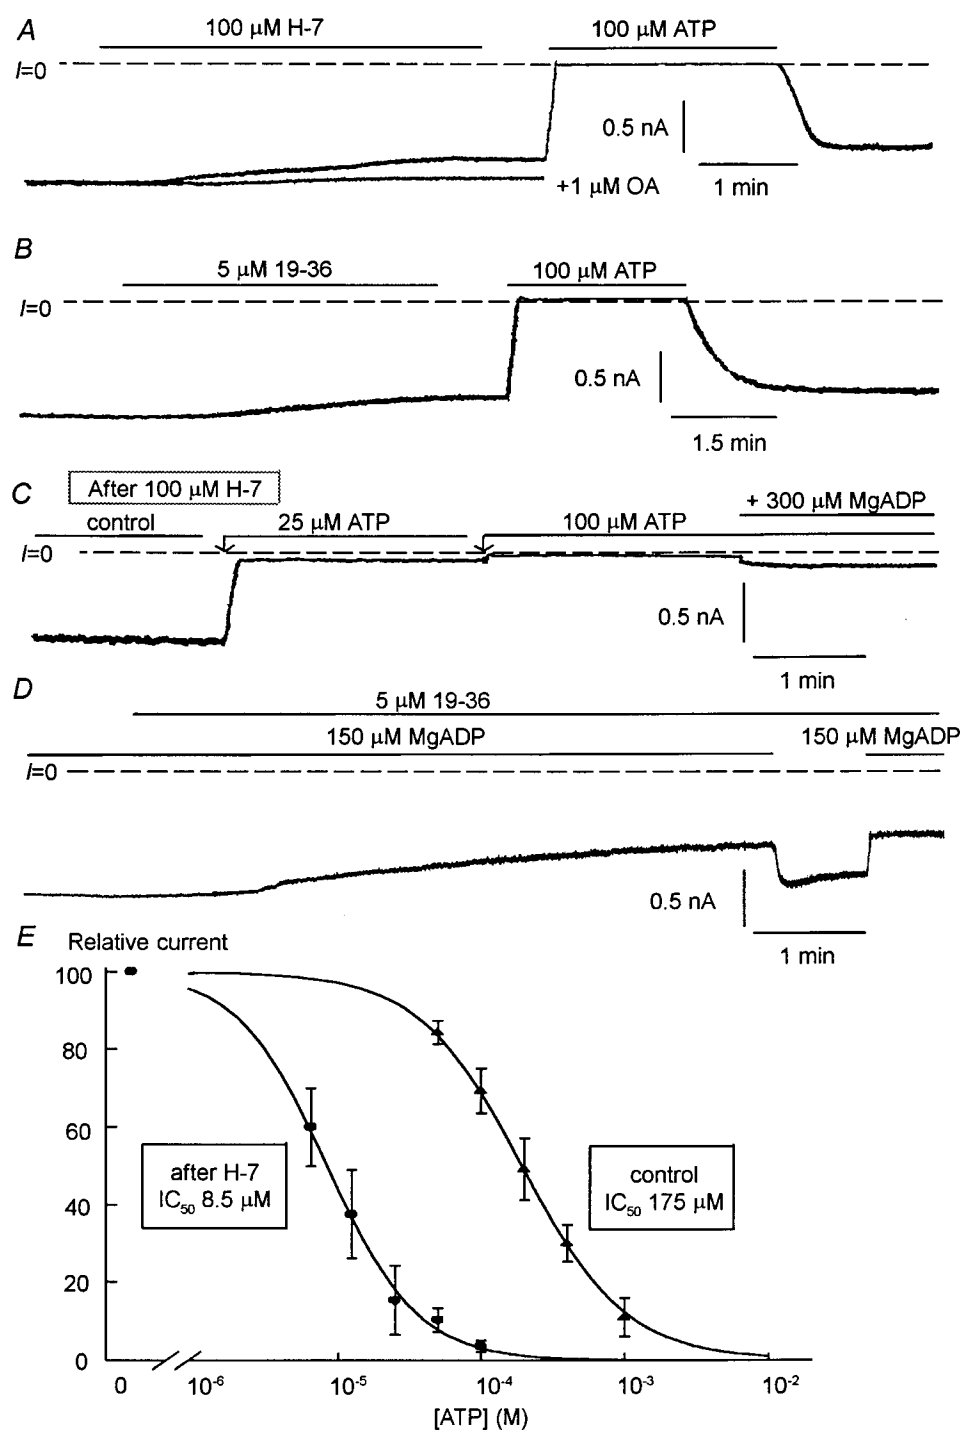 A
100 µM H-7
100 µM ATP
I=0
0.5 nA
+1 µM OA
1 min
B
5 µM 19-36
100 µM ATP
I=0
0.5 nA
1.5 min
C
After 100 µM H-7
+ 300 µM MgADP
control
25 µM ATP
100 µM ATP
I=0
0.5 nA
1 min
D
5 µM 19-36
150 µM MgADP
150 µM MgADP
I=0
0.5 nA
1 min
E
Relative current
100
80
60
40
20
0
after H-7
IC₅₀ 8.5 µM
control
IC₅₀ 175 µM
0
10⁻⁶
10⁻⁵
10⁻⁴
10⁻³
10⁻²
[ATP] (M)